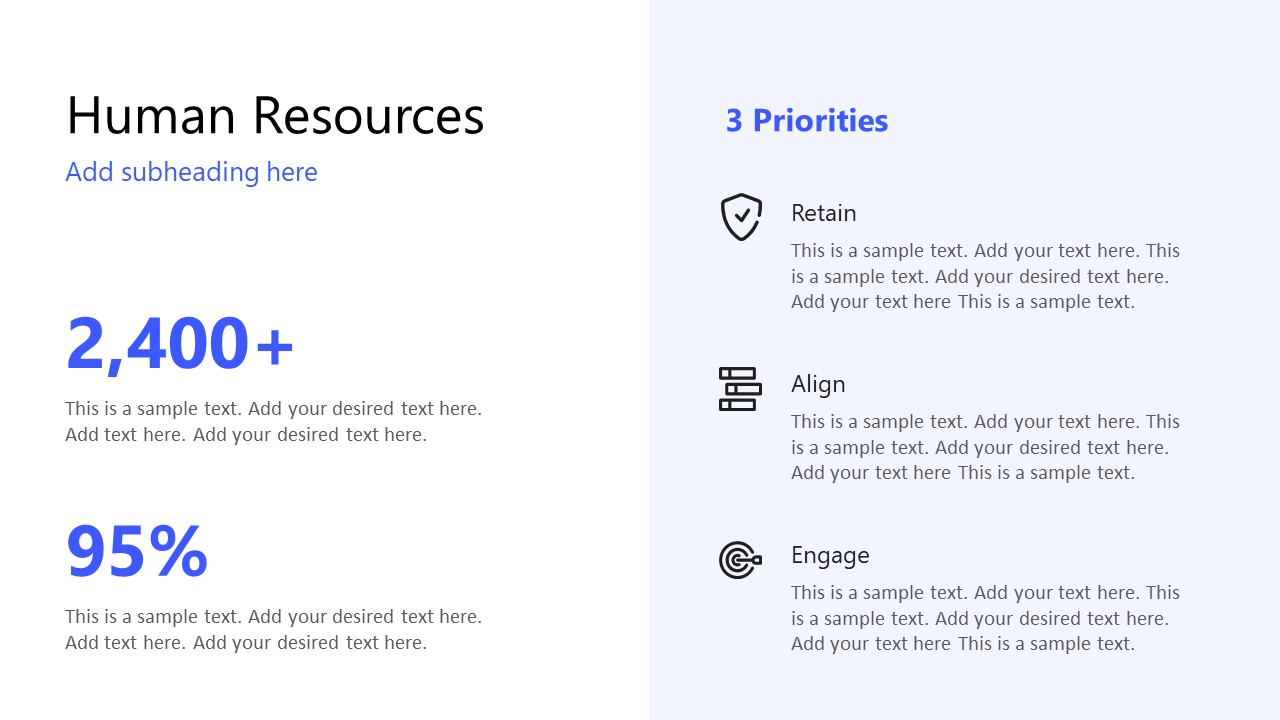 Human Resources
Add subheading here
2,400+
This is a sample text. Add your desired text here.
Add text here. Add your desired text here.
95%
This is a sample text. Add your desired text here.
Add text here. Add your desired text here.
3 Priorities
Retain
This is a sample text. Add your text here. This
is a sample text. Add your desired text here.
Add your text here This is a sample text.
Align
This is a sample text. Add your text here. This
is a sample text. Add your desired text here.
Add your text here This is a sample text.
Engage
This is a sample text. Add your text here. This
is a sample text. Add your desired text here.
Add your text here This is a sample text.